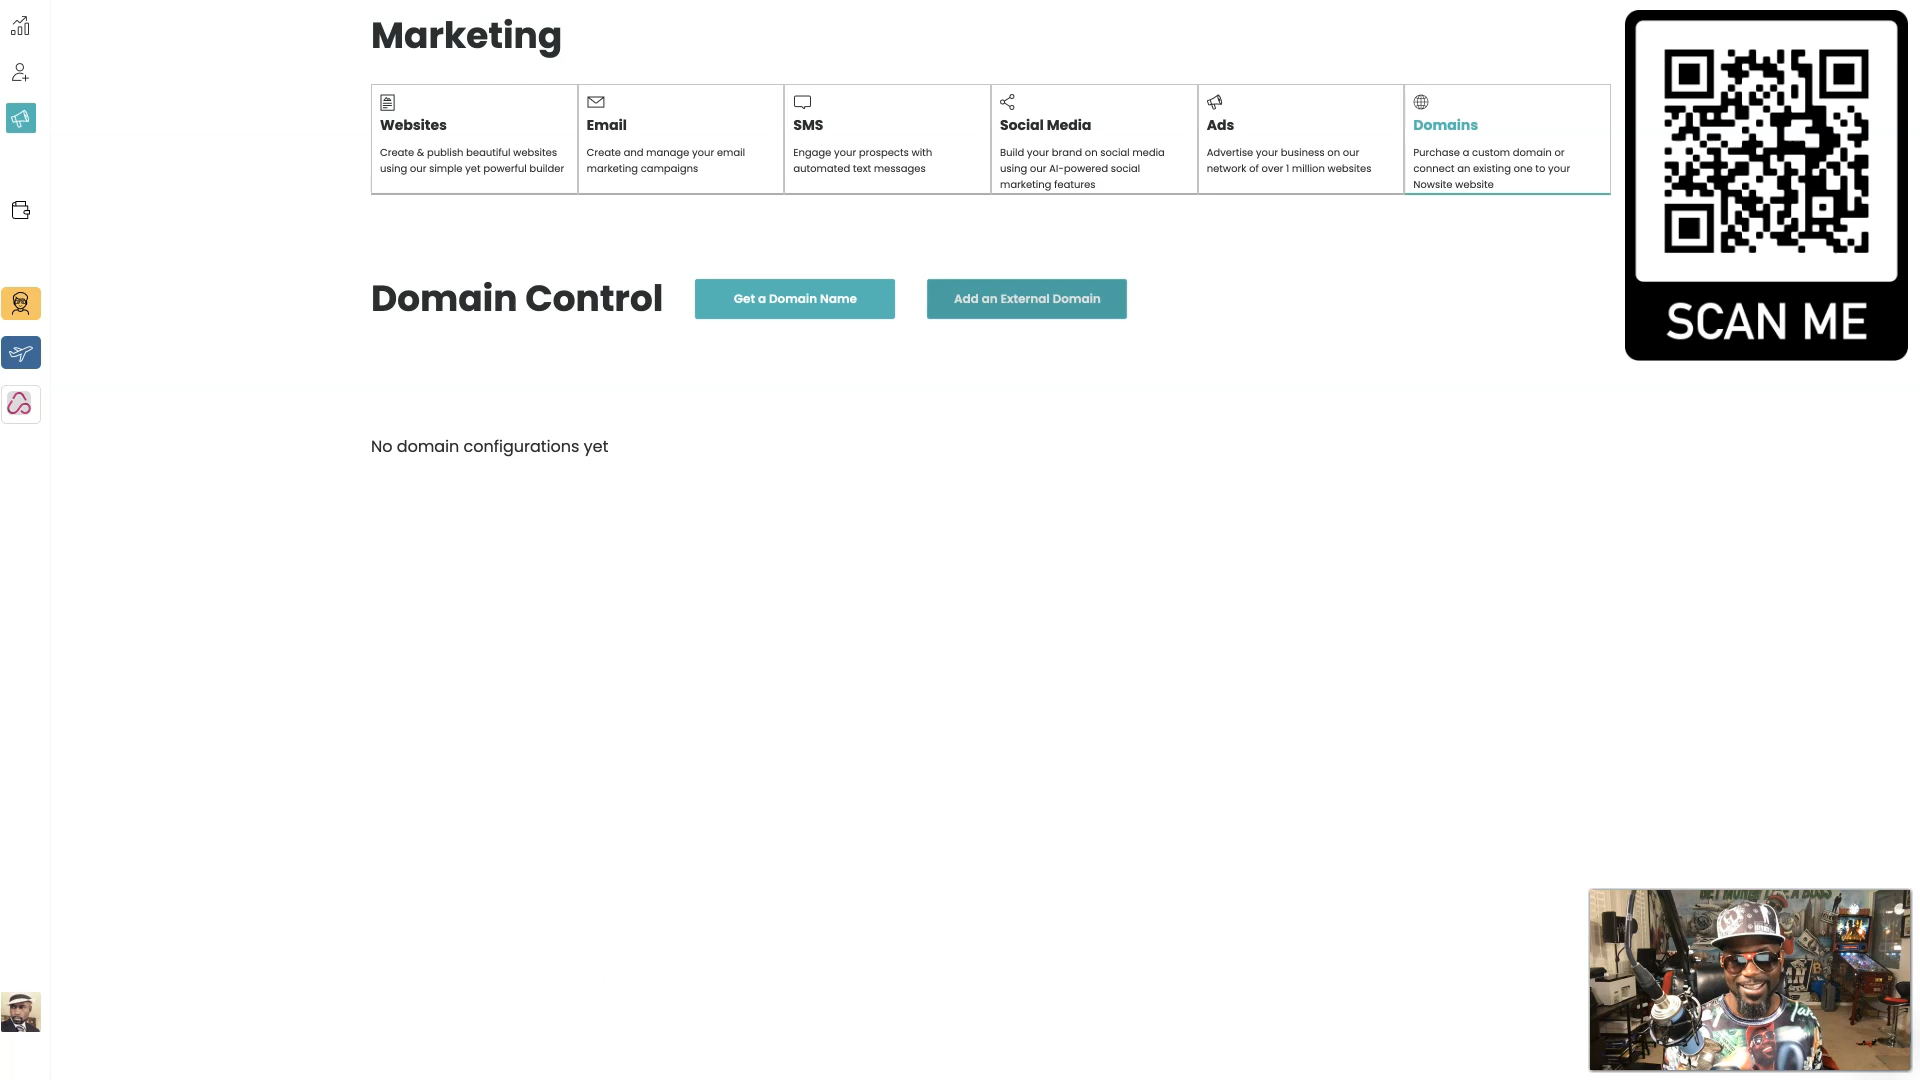 Marketing
Websites
Create & publish beautiful websites
using our simple yet powerful builder
Email
Create and manage your email
marketing campaigns
SMS
Engage your prospects with
automated text messages
Social Media
Build your brand on social media
using our AI-powered social
marketing features
Ads
Advertise your business on our
network of over 1 million websites
Domains
Purchase a custom domain or
connect an existing one to your
Nowsite website
SCAN ME
Domain Control
Get a Domain Name
Add an External Domain
No domain configurations yet